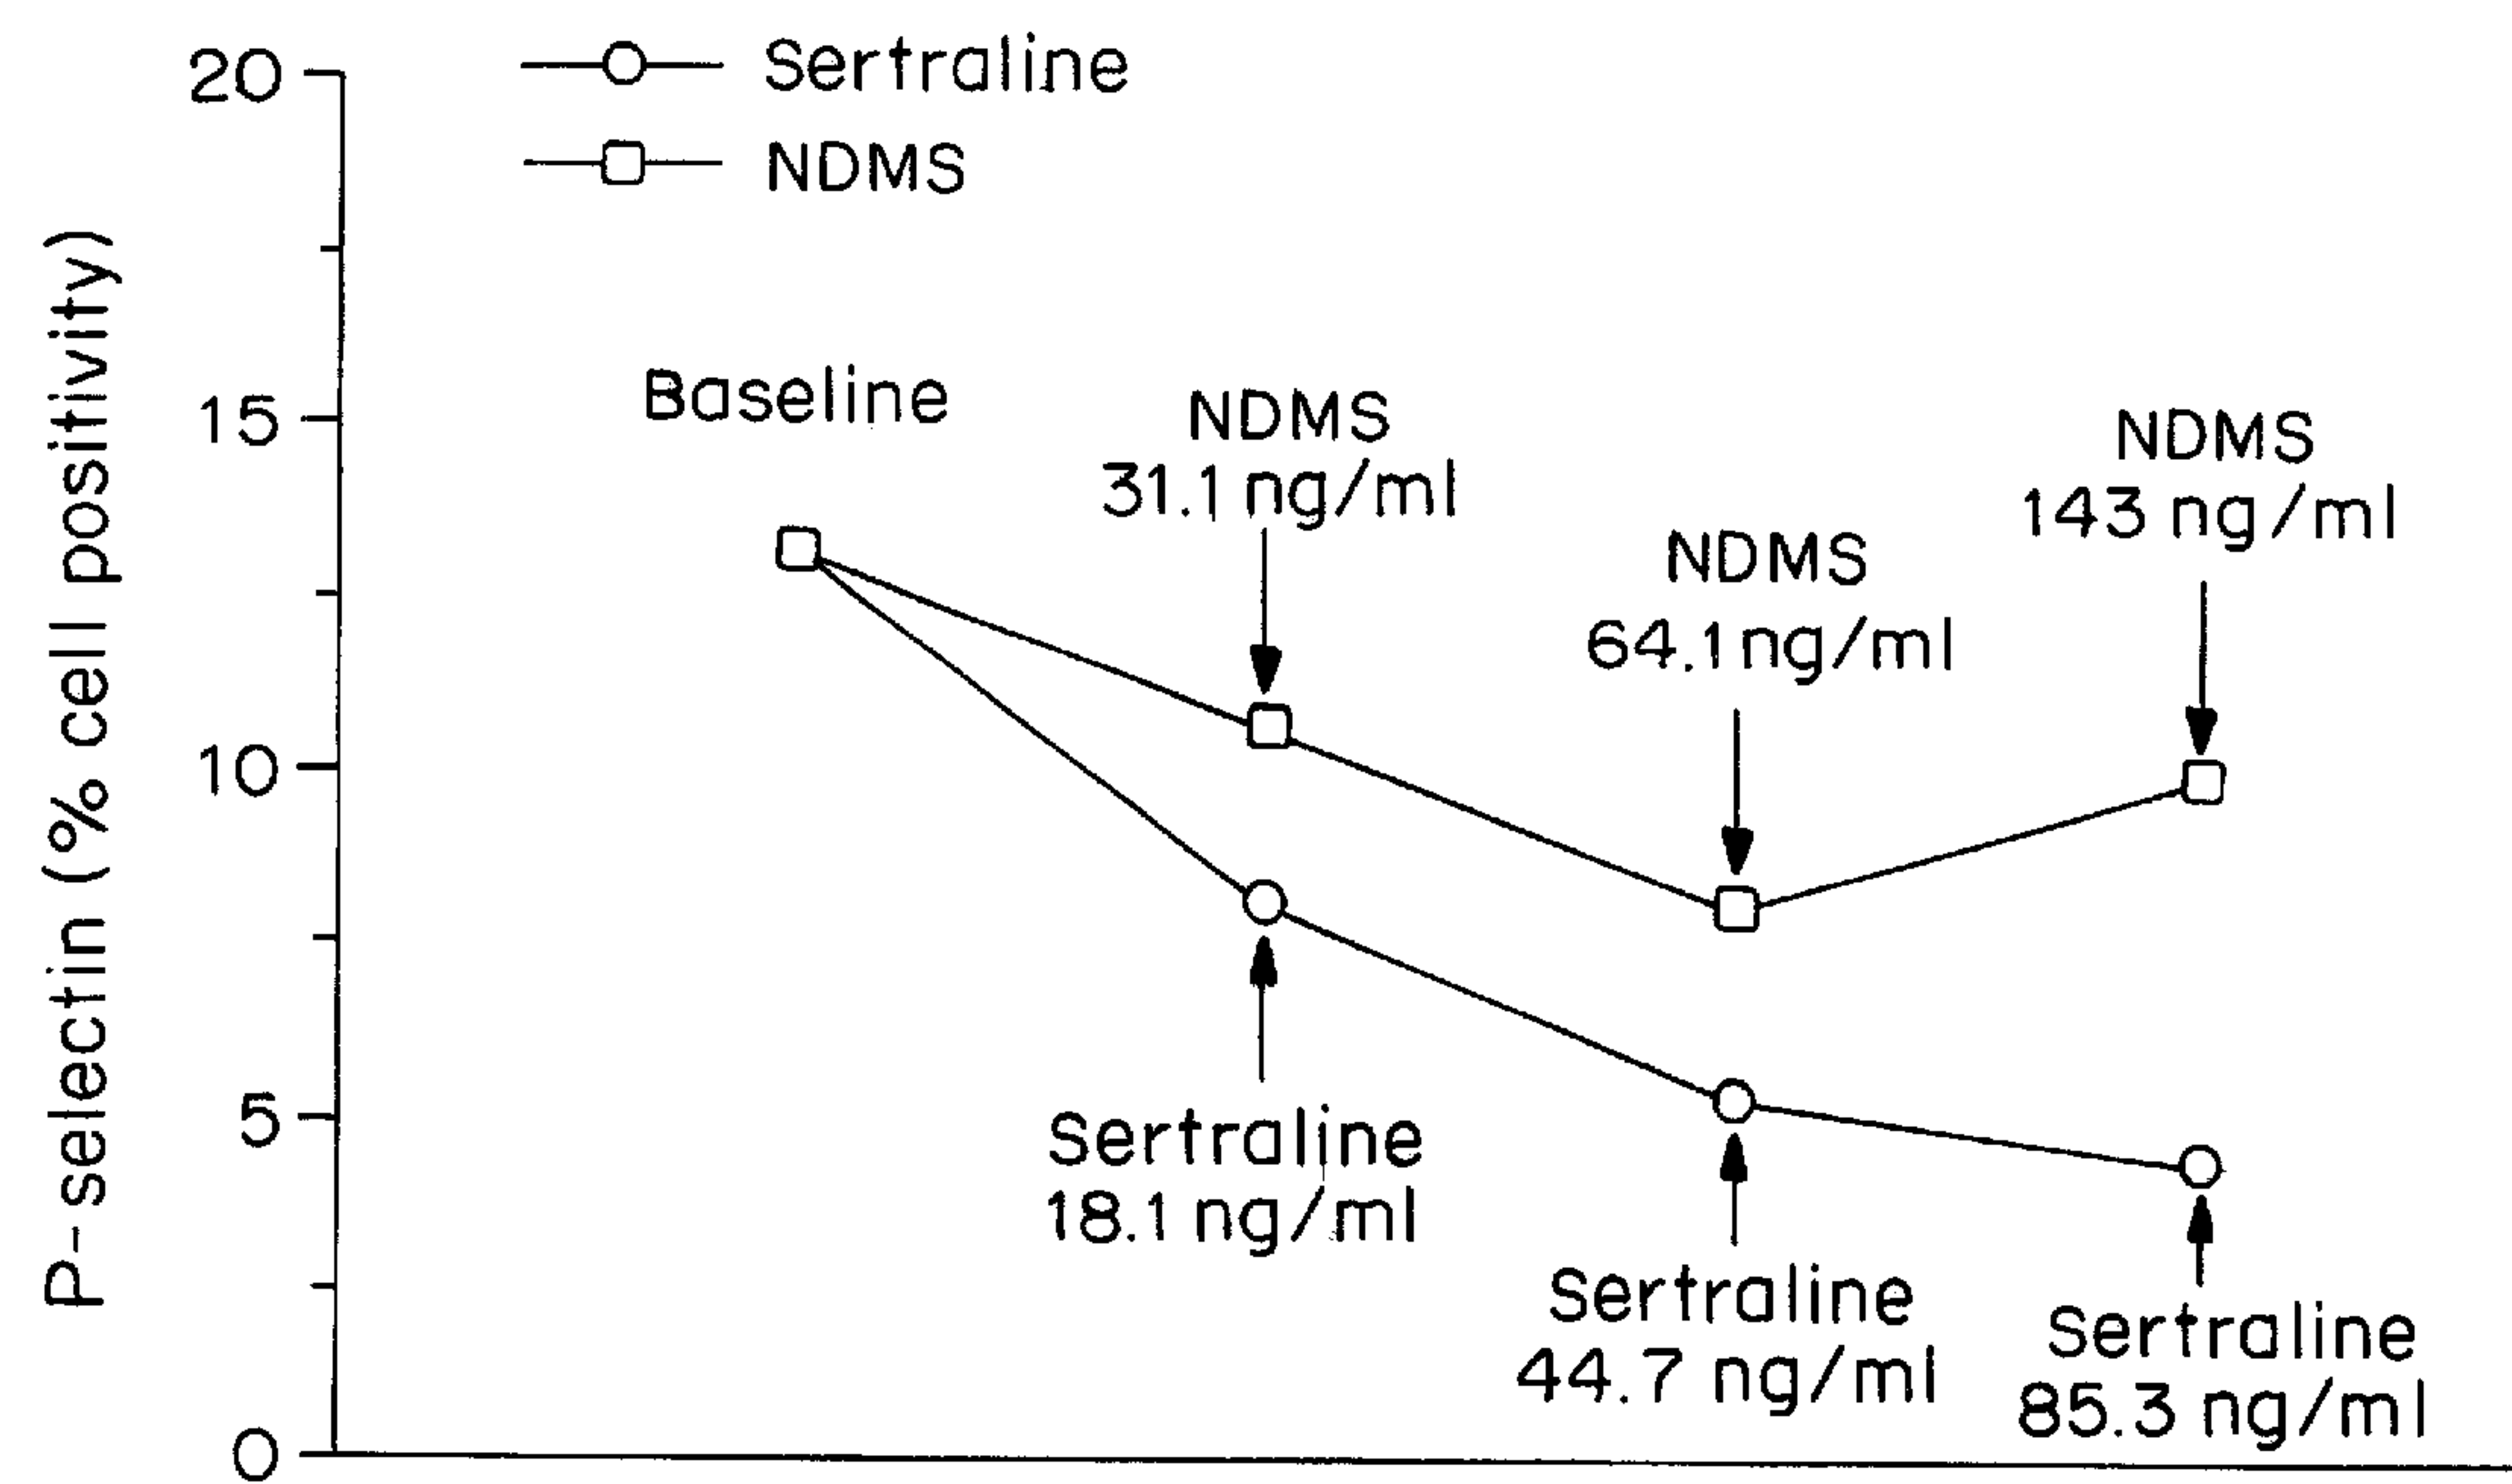 20
Sertraline
NDMS
P-selectin (% cell positivity)
Baseline
15
NDMS
31.1 ng/ml
NDMS
143 ng/ml
NDMS
64.1 ng/ml
10
5
Sertraline
18.1 ng/ml
Sertraline
44.7 ng/ml
Sertraline
85.3 ng/ml
0